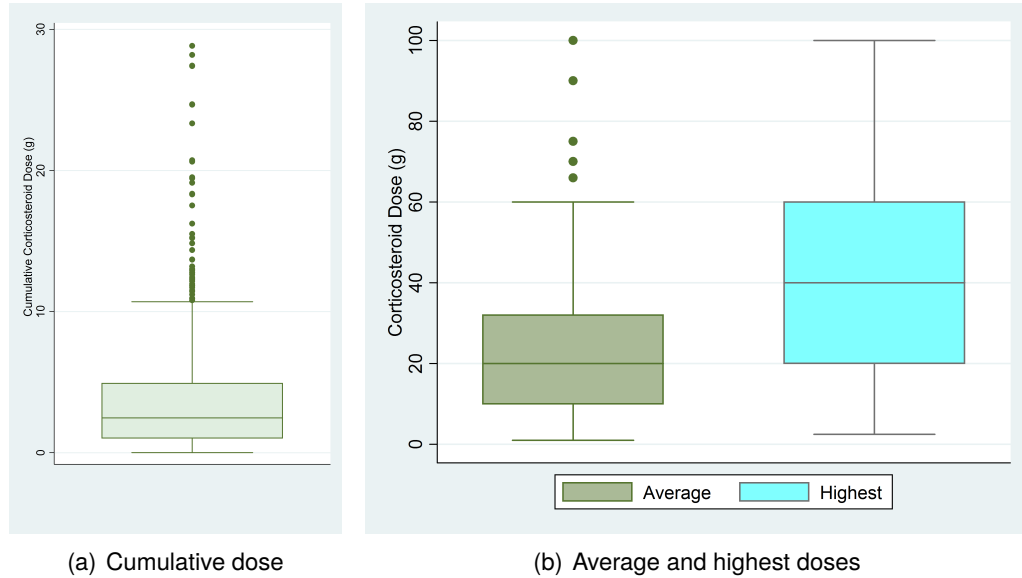 Cumulative Corticosteroid Dose (g)
30
20
10
0
Corticosteroid Dose (g)
100
80
60
40
20
0
Average
Highest
(a) Cumulative dose
(b) Average and highest doses